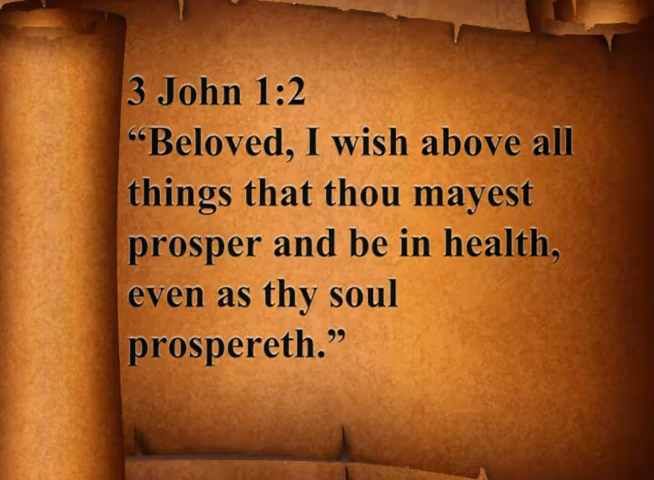 3 John 1:2
“Beloved, I wish above all
things that thou mayest
prosper and be in health,
even as thy soul
prospereth.”